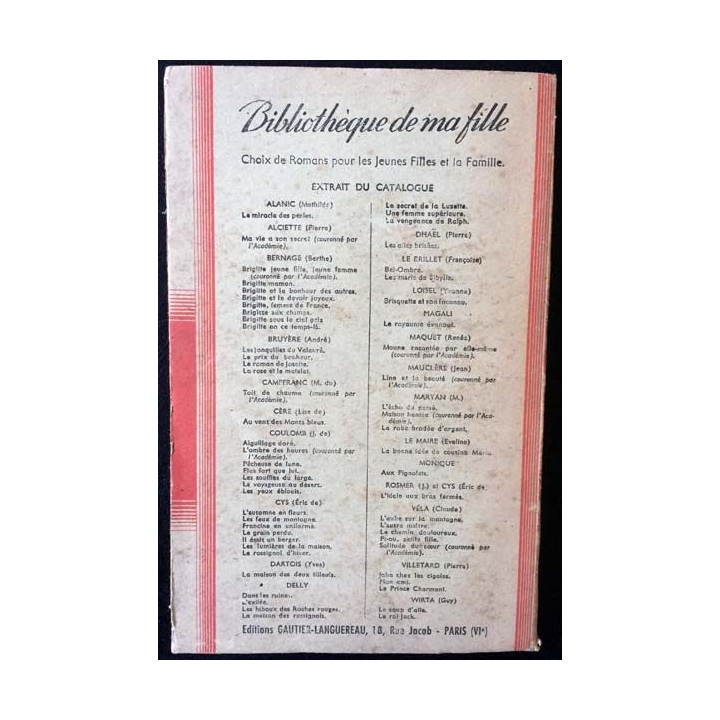 Bibliothèque de ma fille
Choix de Romans pour les Jeunes Filles et la Famille.
EXTRAIT DU CATALOGUE
ALANIC (Mathilde)
Le miracle des perles.
ALCIETTE (Pierre)
Ma vie a son secret (couronné par
l'Académie).
BERNAGE (Berthe)
Brigitte jeune fille, jeune femme
(couronné par l'Académie).
Brigitte maman.
Brigitte et le bonheur des autres.
Brigitte et le devoir joyeux.
Brigitte, femme de France.
Brigitte aux champs.
Brigitte sous le ciel gris
Brigitte en ce temps-là.
BRUYÈRE (André)
Les jonquilles du Valouré.
Le prix du bonheur.
Le roman de Josette.
La rose et le matelot.
CAMFRANC (M. du)
Toit de chaume (couronné par
l'Académie).
CÈRE (Lise de)
Au vent des Monts bleus.
COULOMB (J. de)
Aiguillage doré.
L'ombre des heures (couronné par
l'Académie).
Pêcheuse de lune.
Plus fort que lui.
Les souffles du large.
La voyageuse du désert.
Les yeux éblouis.
CYS (Éric de)
L'automne en fleurs.
Les feux de montagne.
Francine en uniforme.
Le grain perdu.
Il était un berger.
Les lumières de la maison.
Le rossignol d'hiver.
DARTOIS (Yves)
La maison des deux tilleuls.
DELLY
Dans les ruines.
L'exilée.
Les hiboux des Roches rouges.
La maison des rossignols.
Le secret de la Luzette.
Une femme supérieure.
La vengeance de Ralph.
DHAËL (Pierre)
Les ailes brisées.
LE BRILLET (Françoise)
Bel-Ombre.
Les maris de Sibylle.
LOISEL (Yvonne)
Brisquette et son inconnu.
MAGALI
Le royaume évanoui.
MAQUET (Renée)
Moune racontée par elle-même
(couronné par l'Académie).
MAUCLÈRE (Jean)
Line et la beauté (couronné par
l'Académie).
MARYAN (M.)
L'écho du passé.
Maison hantée (couronné par l'Aca-
démie).
La robe brodée d'argent.
LE MAIRE (Eveline)
La bonne idée de cousine Marie.
MONIQUE
Aux Pignolets.
ROSMER (J.) et CYS (Éric de)
L'idole aux bras fermés.
VÉLA (Claude)
L'aube sur la montagne.
L'autre maître.
Le chemin douloureux.
Pi-ou, petite fille.
Solitude du cœur (couronné par
l'Académie).
VILLETARD (Pierre)
John chez les cigales.
Mon ami.
Le Prince Charmant.
WIRTA (Guy)
Le coup d'aile.
Le roi Jack.
Editions GAUTIER-LANGUEREAU, 18, Rue Jacob - PARIS (VIe)